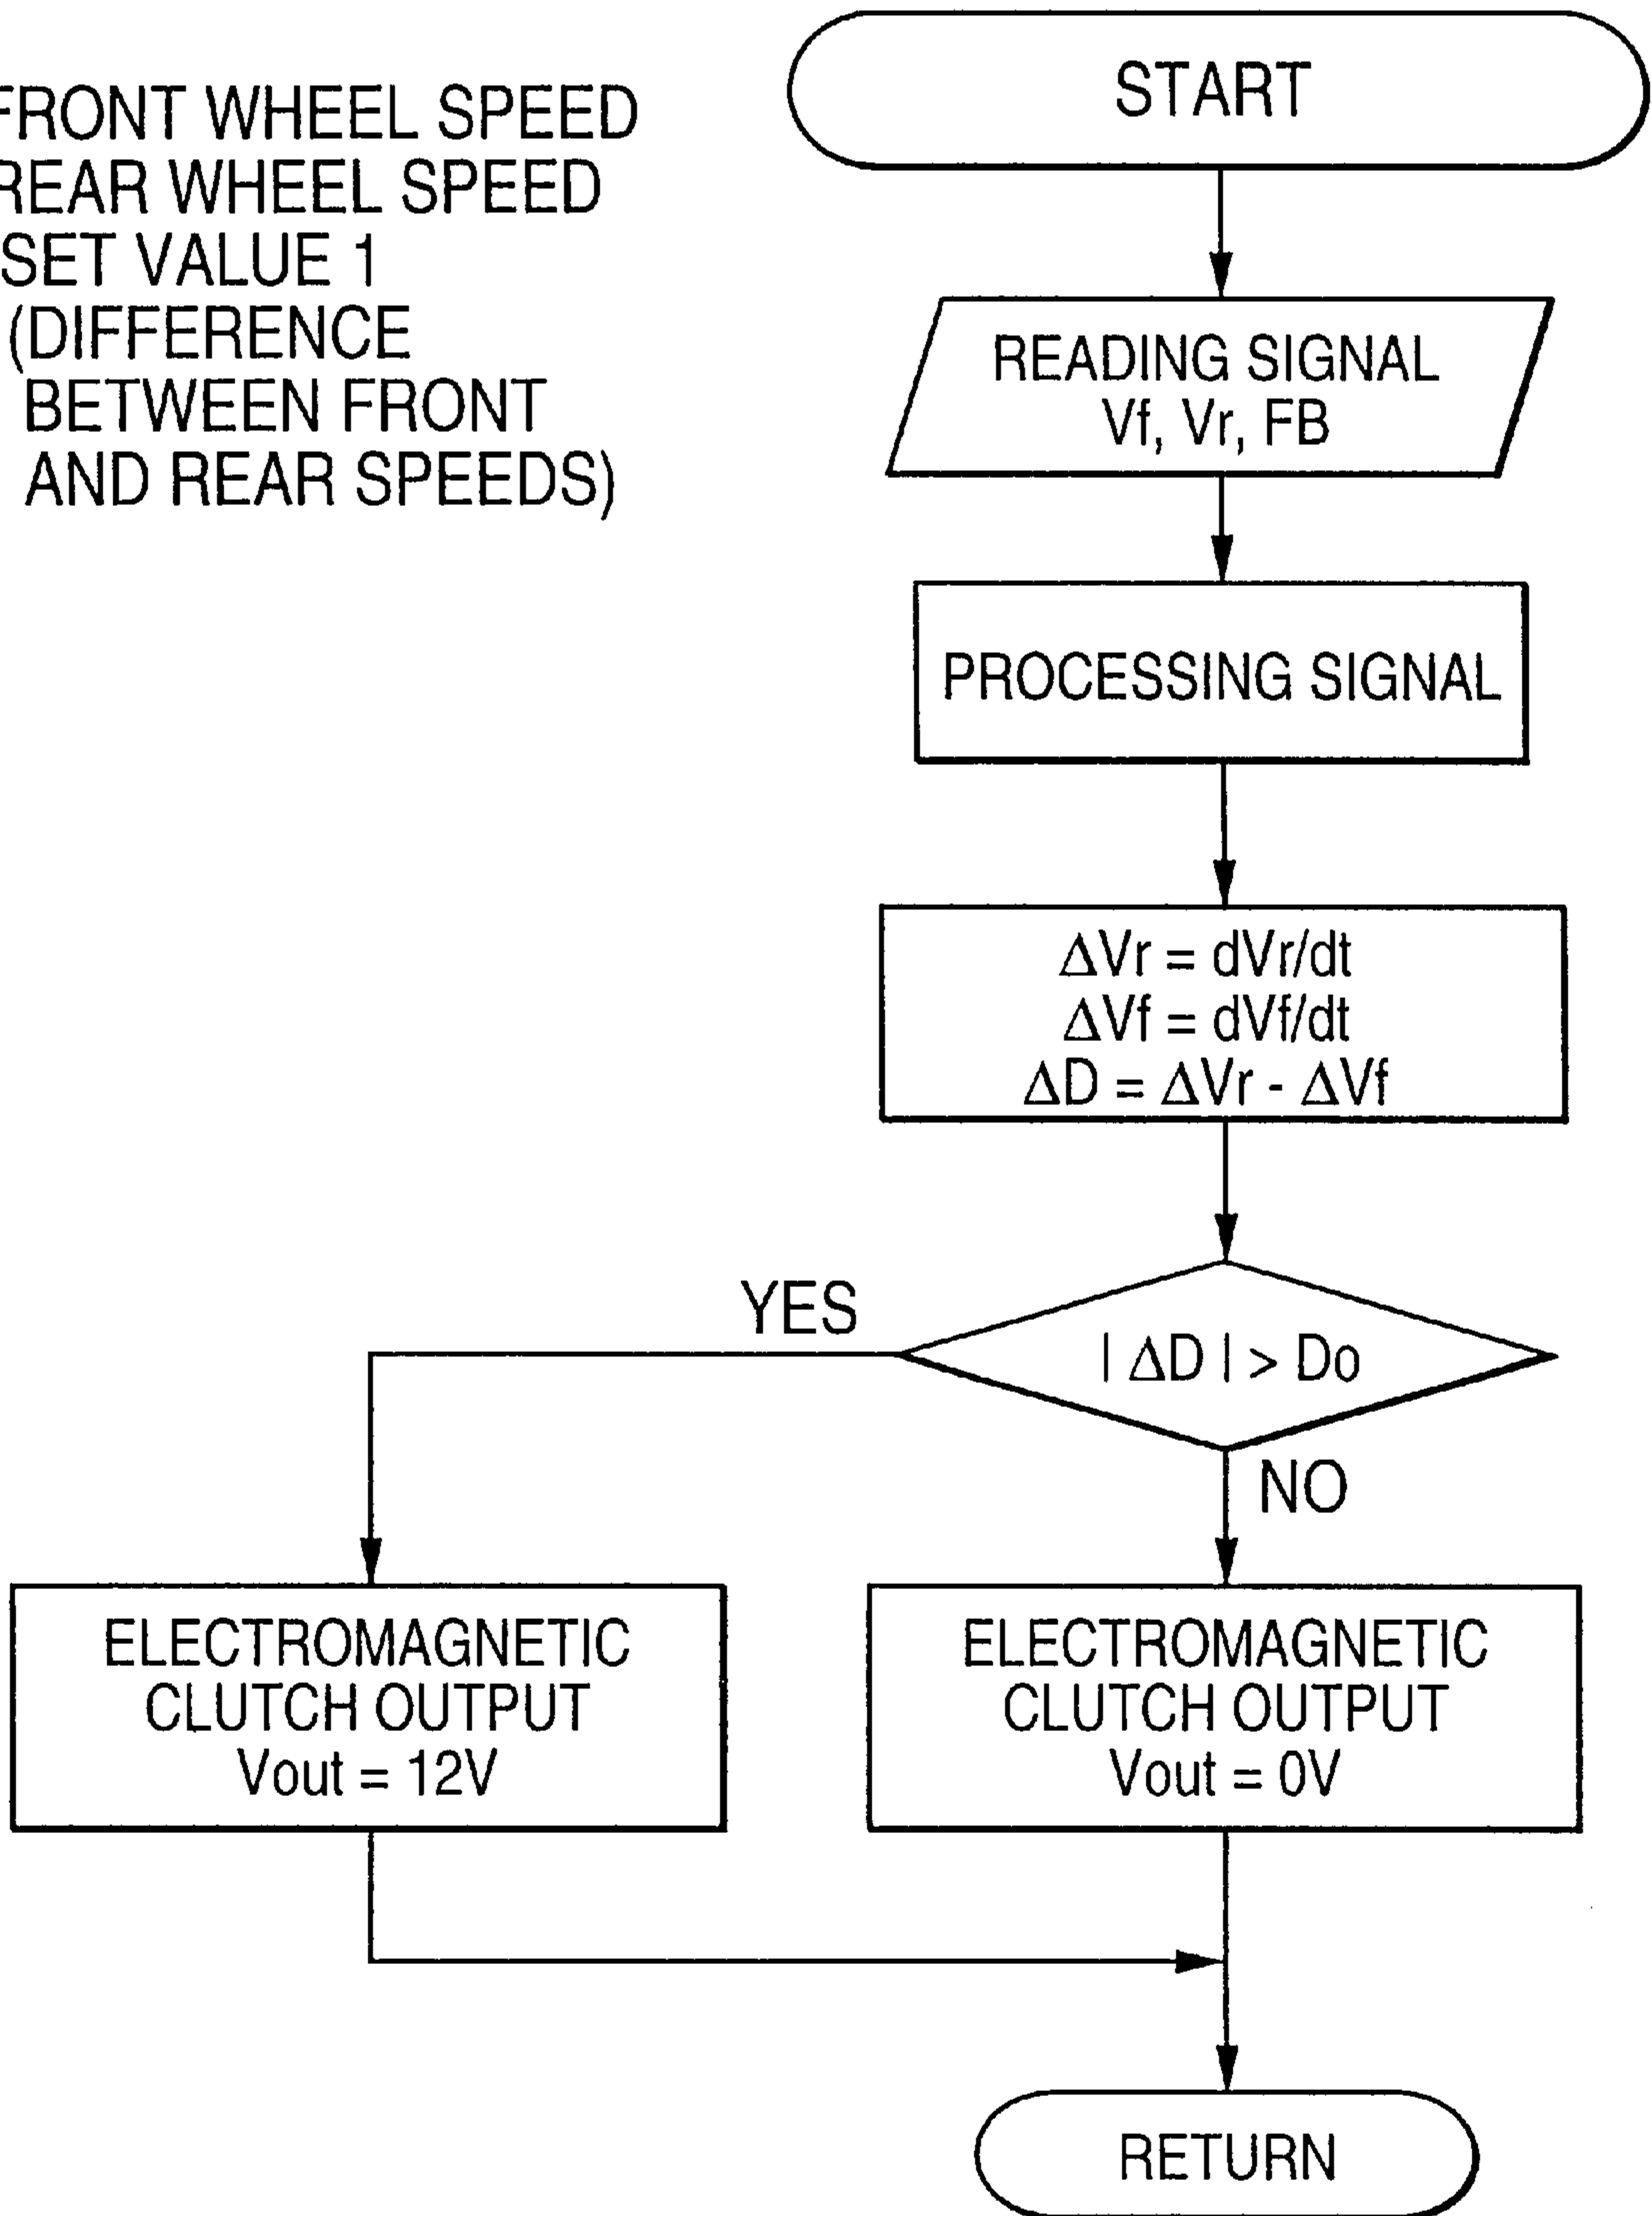 FRONT WHEEL SPEED
REAR WHEEL SPEED
SET VALUE 1
(DIFFERENCE
BETWEEN FRONT
AND REAR SPEEDS)
START
READING SIGNAL
Vf, Vr, FB
PROCESSING SIGNAL
ΔVr = dVr/dt
ΔVf = dVf/dt
ΔD = ΔVr - ΔVf
| ΔD | > Do
YES
NO
ELECTROMAGNETIC
CLUTCH OUTPUT
Vout = 12V
ELECTROMAGNETIC
CLUTCH OUTPUT
Vout = 0V
RETURN